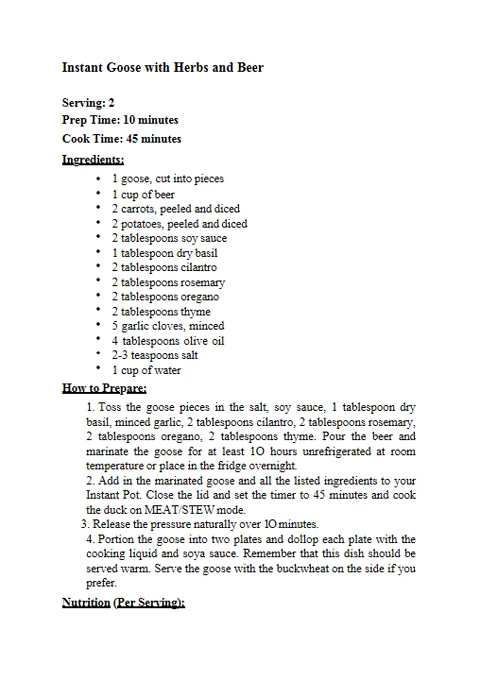 Instant Goose with Herbs and Beer
Serving: 2
Prep Time: 10 minutes
Cook Time: 45 minutes
Ingredients:
• 1 goose, cut into pieces
• 1 cup of beer
• 2 carrots, peeled and diced
• 2 potatoes, peeled and diced
• 2 tablespoons soy sauce
• 1 tablespoon dry basil
• 2 tablespoons cilantro
• 2 tablespoons rosemary
• 2 tablespoons oregano
• 2 tablespoons thyme
• 5 garlic cloves, minced
• 4 tablespoons olive oil
• 2-3 teaspoons salt
• 1 cup of water
How to Prepare:
1. Toss the goose pieces in the salt, soy sauce, 1 tablespoon dry
basil, minced garlic, 2 tablespoons cilantro, 2 tablespoons rosemary,
2 tablespoons oregano, 2 tablespoons thyme. Pour the beer and
marinate the goose for at least 1O hours unrefrigerated at room
temperature or place in the fridge overnight.
2. Add in the marinated goose and all the listed ingredients to your
Instant Pot. Close the lid and set the timer to 45 minutes and cook
the duck on MEAT/STEW mode.
3. Release the pressure naturally over 1O minutes.
4. Portion the goose into two plates and dollop each plate with the
cooking liquid and soya sauce. Remember that this dish should be
served warm. Serve the goose with the buckwheat on the side if you
prefer.
Nutrition (Per Serving):